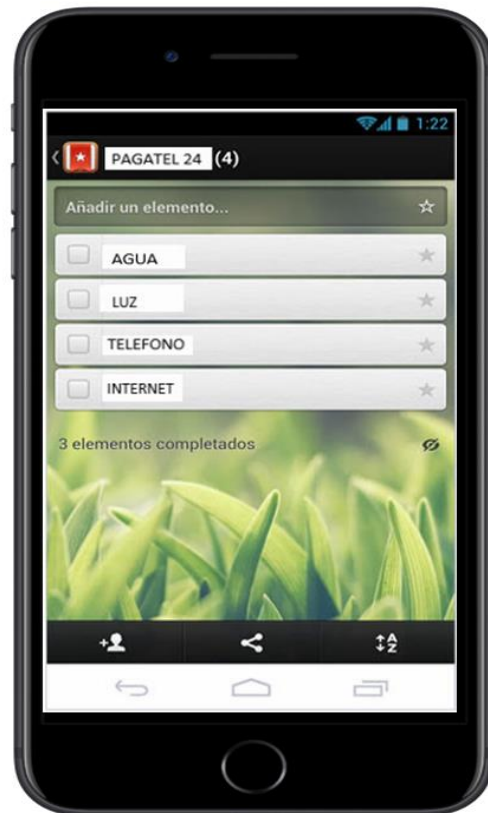 1:22
PAGATEL 24 (4)
Añadir un elemento...
AGUA
LUZ
TELEFONO
INTERNET
3 elementos completados
A
Z